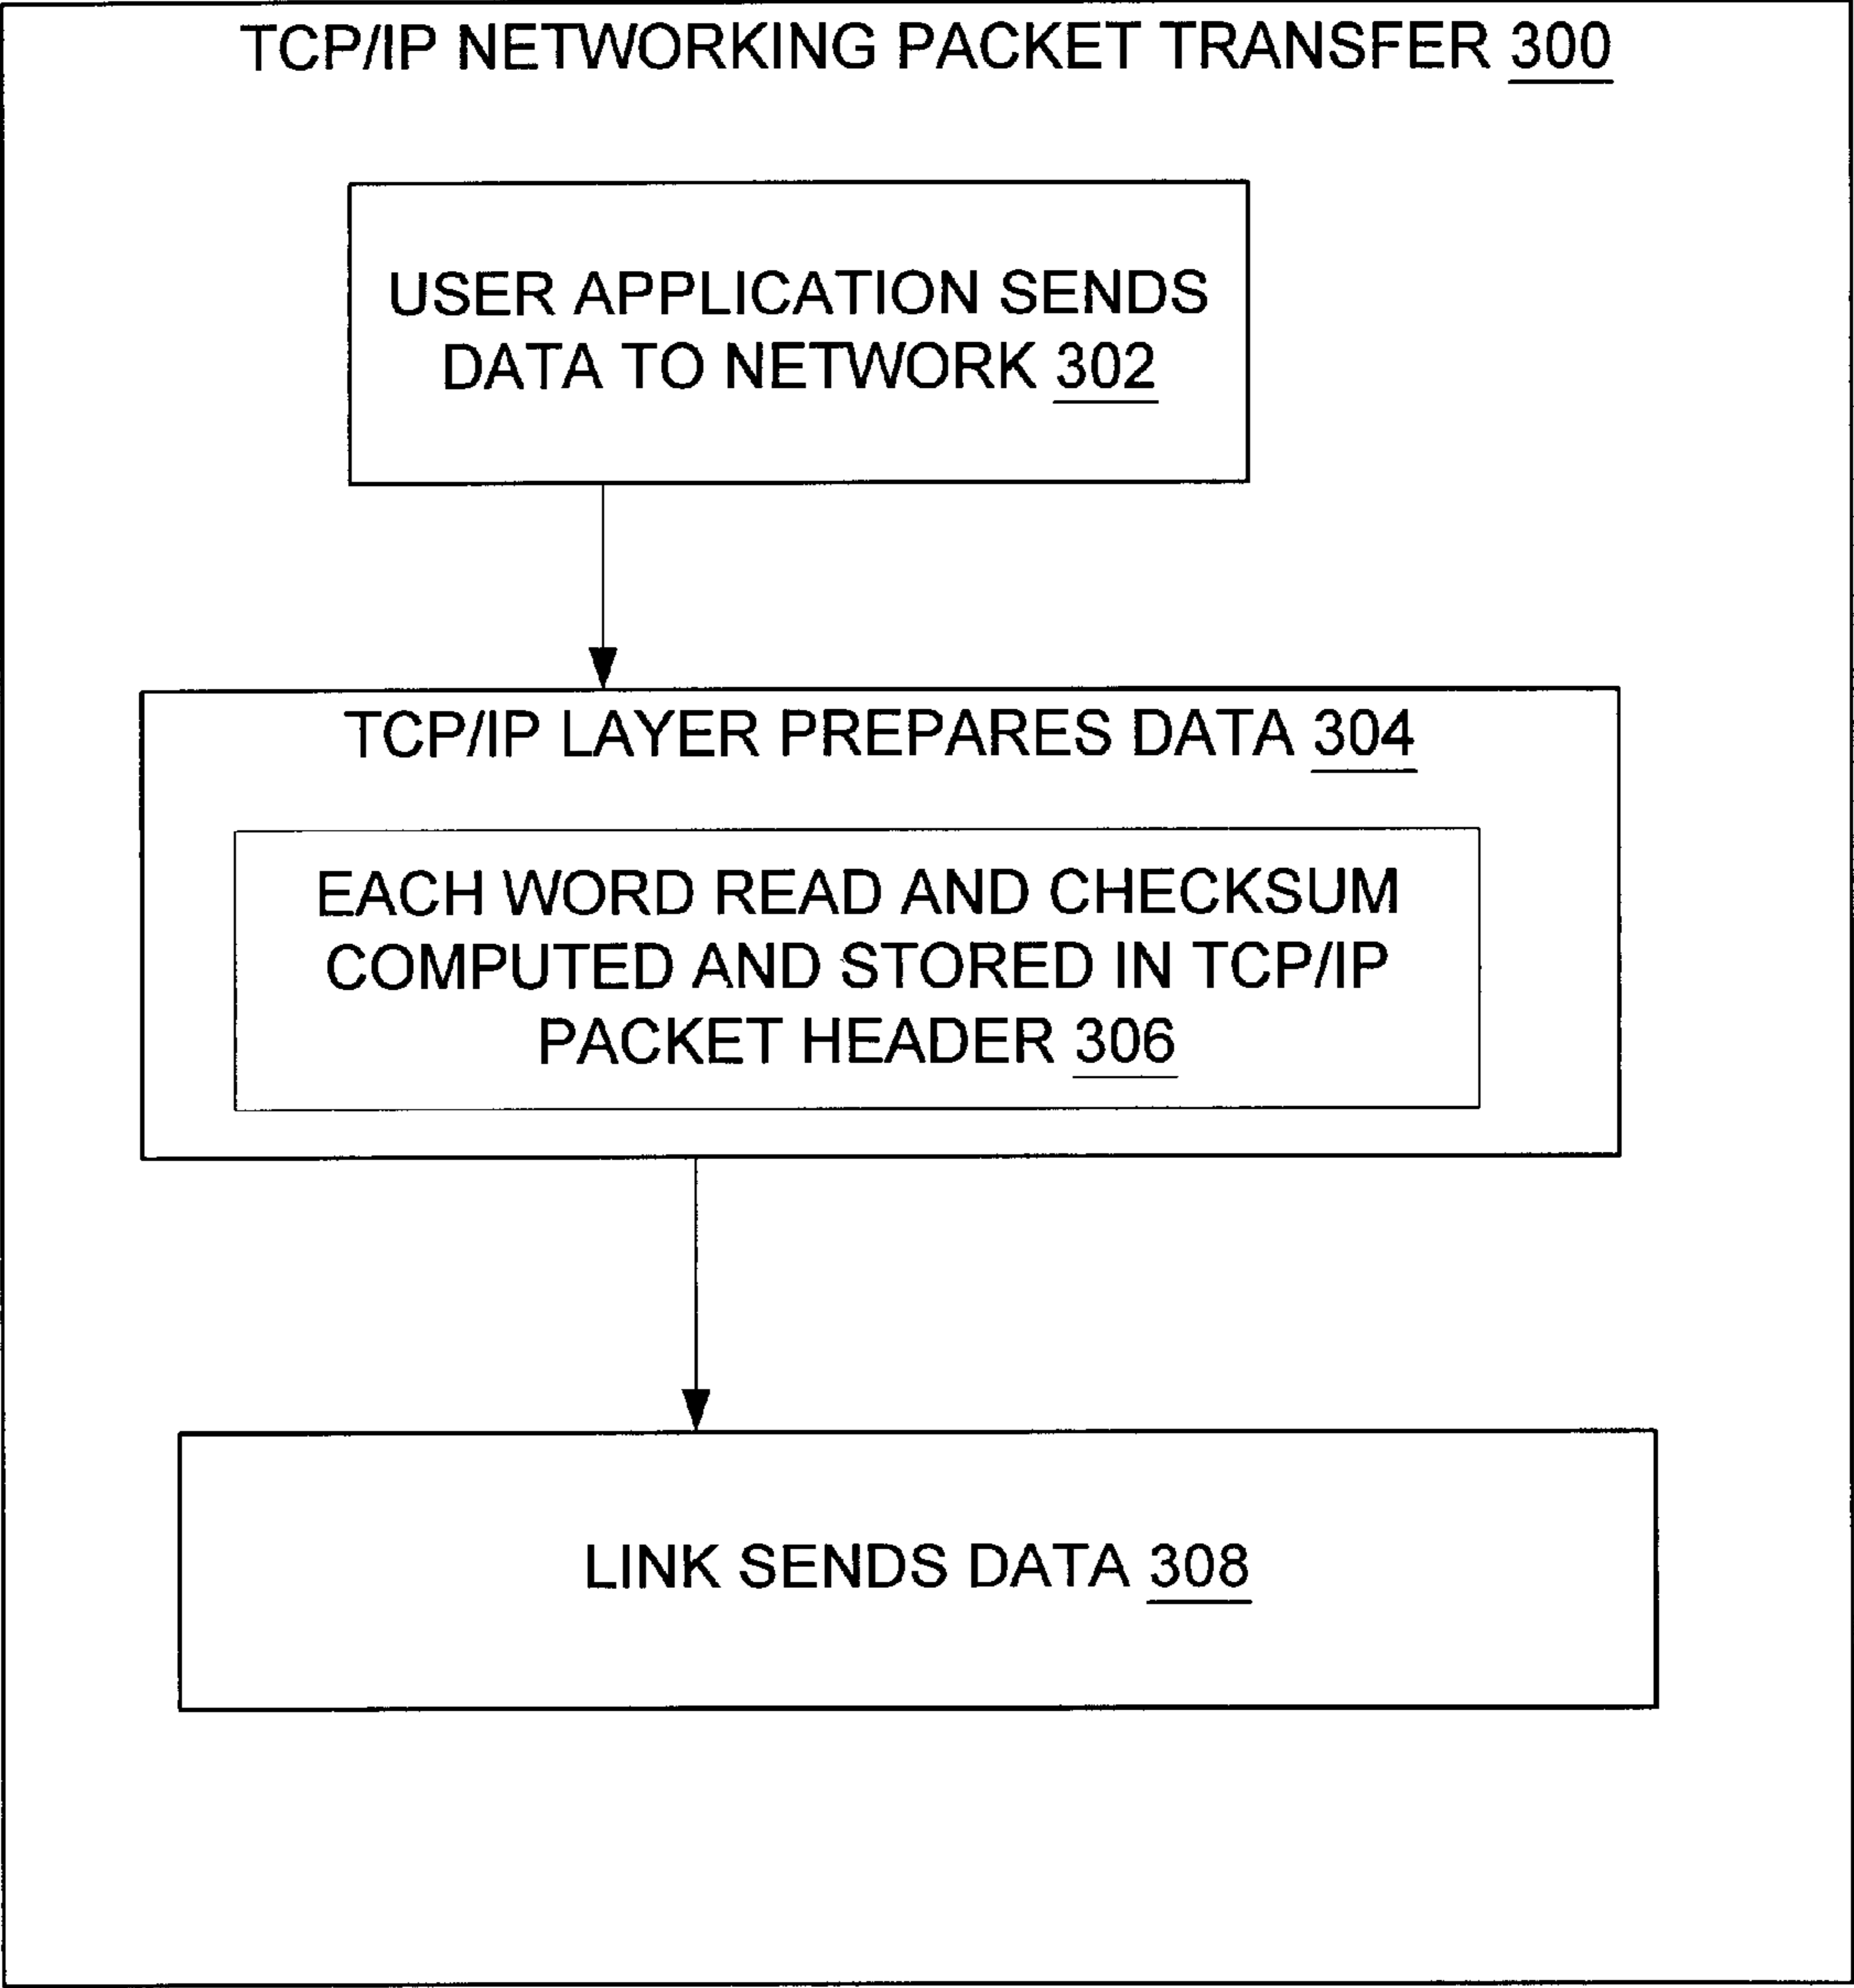 TCP/IP NETWORKING PACKET TRANSFER 300
USER APPLICATION SENDS
DATA TO NETWORK 302
TCP/IP LAYER PREPARES DATA 304
EACH WORD READ AND CHECKSUM
COMPUTED AND STORED IN TCP/IP
PACKET HEADER 306
LINK SENDS DATA 308